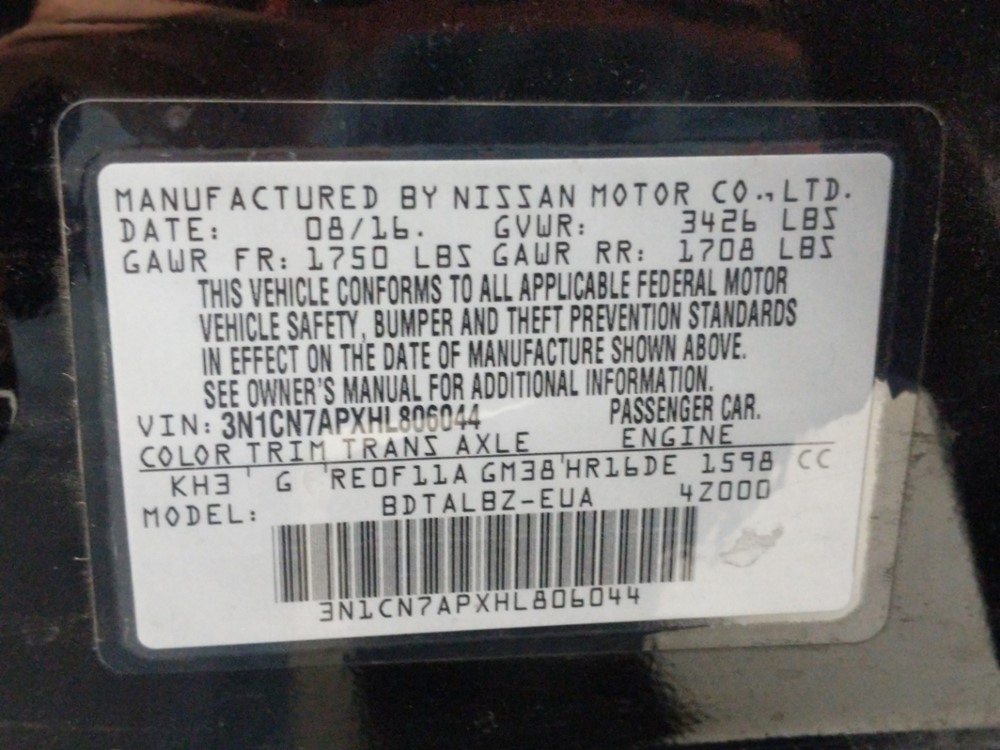 MANUFACTURED BY NISSAN MOTOR CO., LTD.
DATE: 08/16. GVWR: 3426 LBS
GAWR FR: 1750 LBS GAWR RR: 1708 LBS
THIS VEHICLE CONFORMS TO ALL APPLICABLE FEDERAL MOTOR
VEHICLE SAFETY, BUMPER AND THEFT PREVENTION STANDARDS
IN EFFECT ON THE DATE OF MANUFACTURE SHOWN ABOVE.
SEE OWNER'S MANUAL FOR ADDITIONAL INFORMATION.
VIN: 3N1CN7APXHL806044 PASSENGER CAR.
COLOR TRIM TRANS AXLE ENGINE
KH3 G RE0F11A GM38 HR16DE 1598 CC
MODEL: BDTALBZ-EUA 4Z000
3N1CN7APXHL806044